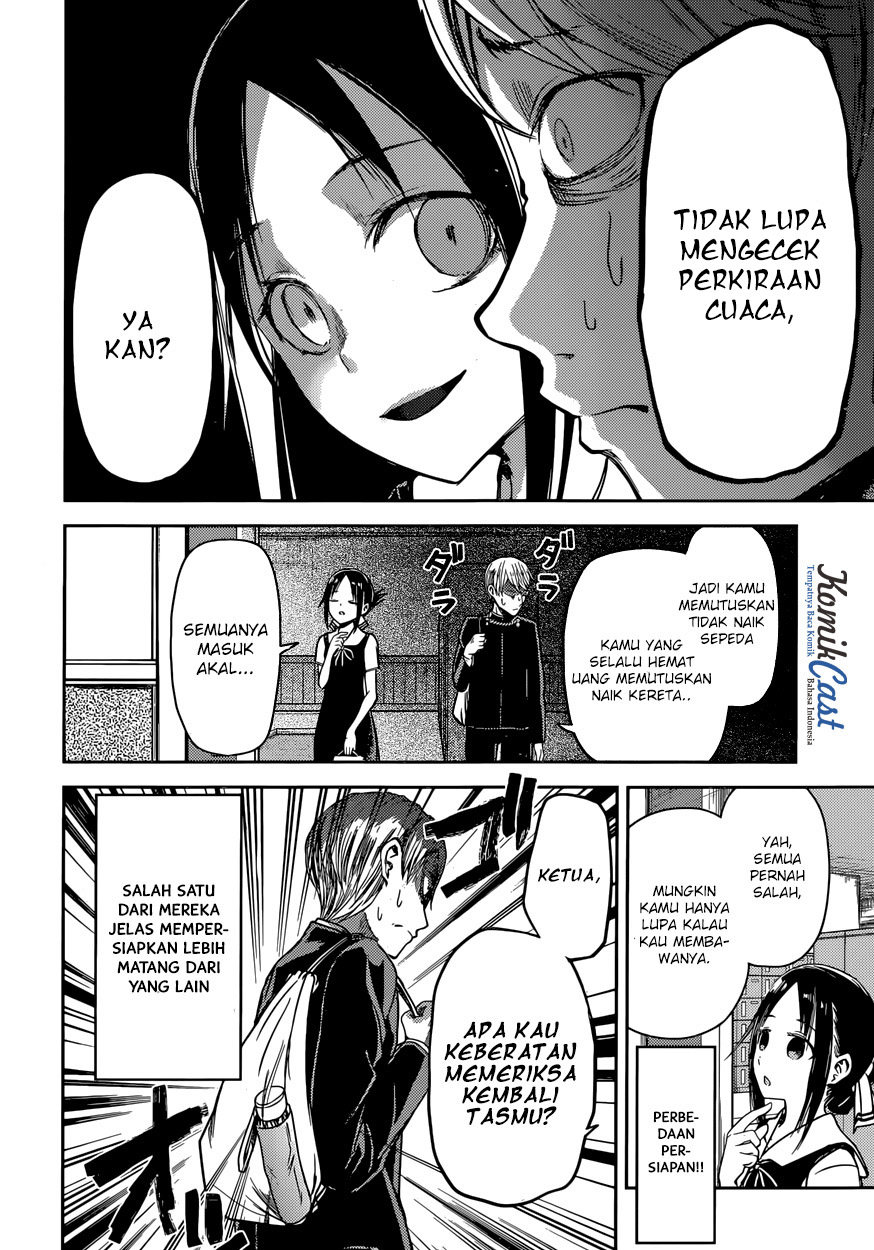 TIDAK LUPA
MENGECEK
PERKIRAAN
CUACA,
YA
KAN?
JADI KAMU
MEMUTUSKAN
TIDAK NAIK
SEPEDA
KAMU YANG
SELALU HEMAT
UANG MEMUTUSKAN
NAIK KERETA..
ダラ
ダラ
SEMUANYA
MASUK
AKAL...
KomikCast
Tempatnya Baca Komik Bahasa Indonesia
YAH,
SEMUA
PERNAH
SALAH,
MUNGKIN
KAMU HANYA
LUPA KALAU
KAU MEMBA-
WANYA.
PERBE-
DAAN
PER-
SIAPAN!!
KETUA,
APA KAU
KEBERATAN
MEMERIKSA
KEMBALI
TASMU?
SALAH SATU
DARI MEREKA
JELAS MEMPER-
SIAPKAN LEBIH
MATANG DARI
YANG LAIN